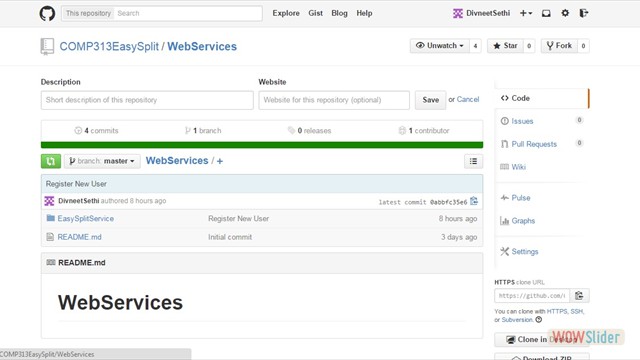 This repository Search Explore Gist Blog Help DivneetSethi
COMP313EasySplit / WebServices Unwatch 4 Star 0 Fork 0
Description Website
Short description of this repository Website for this repository (optional) Save or Cancel
4 commits 1 branch 0 releases 1 contributor
branch: master WebServices / +
Register New User
DivneetSethi authored 8 hours ago latest commit 0abbfc35e6
EasySplitService Register New User 8 hours ago
README.md Initial commit 3 days ago
README.md
WebServices
Code
Issues 0
Pull Requests 0
Wiki
Pulse
Graphs
Settings
HTTPS clone URL
https://github.com/
You can clone with HTTPS, SSH,
or Subversion.
Clone in Desktop
Download ZIP
WOWSlider
COMP313EasySplit/WebServices